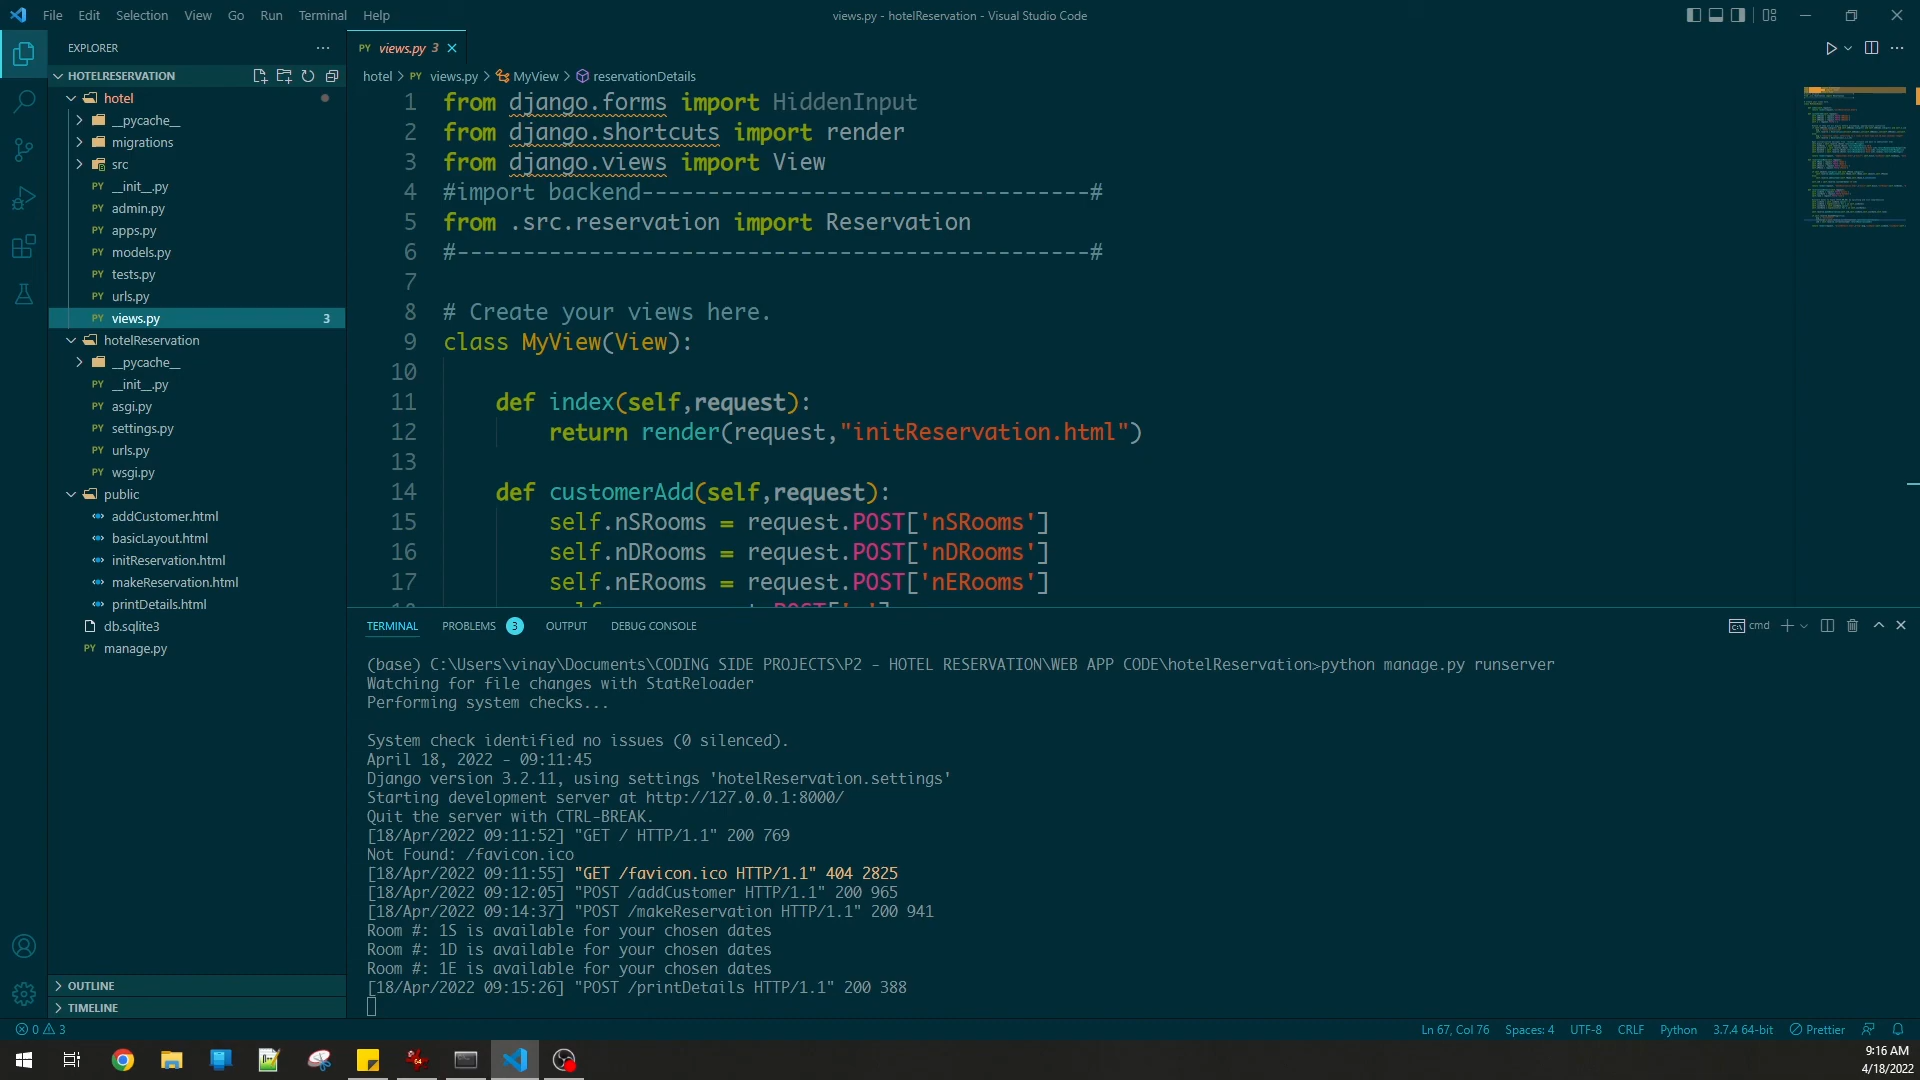 File Edit Selection View Go Run Terminal Help
views.py - hotelReservation - Visual Studio Code
EXPLORER
HOTELRESERVATION
hotel
__pycache__
migrations
src
PY __init__.py
PY admin.py
PY apps.py
PY models.py
PY tests.py
PY urls.py
PY views.py 3
hotelReservation
__pycache__
PY __init__.py
PY asgi.py
PY settings.py
PY urls.py
PY wsgi.py
public
addCustomer.html
basicLayout.html
initReservation.html
makeReservation.html
printDetails.html
db.sqlite3
PY manage.py
OUTLINE
TIMELINE
PY views.py 3
hotel > PY views.py > MyView > reservationDetails
1 from django.forms import HiddenInput
2 from django.shortcuts import render
3 from django.views import View
4 #import backend----------------------------------#
5 from .src.reservation import Reservation
6 #------------------------------------------------#
7
8 # Create your views here.
9 class MyView(View):
10
11 def index(self,request):
12 return render(request,"initReservation.html")
13
14 def customerAdd(self,request):
15 self.nSRooms = request.POST['nSRooms']
16 self.nDRooms = request.POST['nDRooms']
17 self.nERooms = request.POST['nERooms']
TERMINAL PROBLEMS 3 OUTPUT DEBUG CONSOLE
cmd
(base) C:\Users\vinay\Documents\CODING SIDE PROJECTS\P2 - HOTEL RESERVATION\WEB APP CODE\hotelReservation>python manage.py runserver
Watching for file changes with StatReloader
Performing system checks...
System check identified no issues (0 silenced).
April 18, 2022 - 09:11:45
Django version 3.2.11, using settings 'hotelReservation.settings'
Starting development server at http://127.0.0.1:8000/
Quit the server with CTRL-BREAK.
[18/Apr/2022 09:11:52] "GET / HTTP/1.1" 200 769
Not Found: /favicon.ico
[18/Apr/2022 09:11:55] "GET /favicon.ico HTTP/1.1" 404 2825
[18/Apr/2022 09:12:05] "POST /addCustomer HTTP/1.1" 200 965
[18/Apr/2022 09:14:37] "POST /makeReservation HTTP/1.1" 200 941
Room #: 1S is available for your chosen dates
Room #: 1D is available for your chosen dates
Room #: 1E is available for your chosen dates
[18/Apr/2022 09:15:26] "POST /printDetails HTTP/1.1" 200 388
0 3
Ln 67, Col 76 Spaces: 4 UTF-8 CRLF Python 3.7.4 64-bit Prettier
9:16 AM
4/18/2022